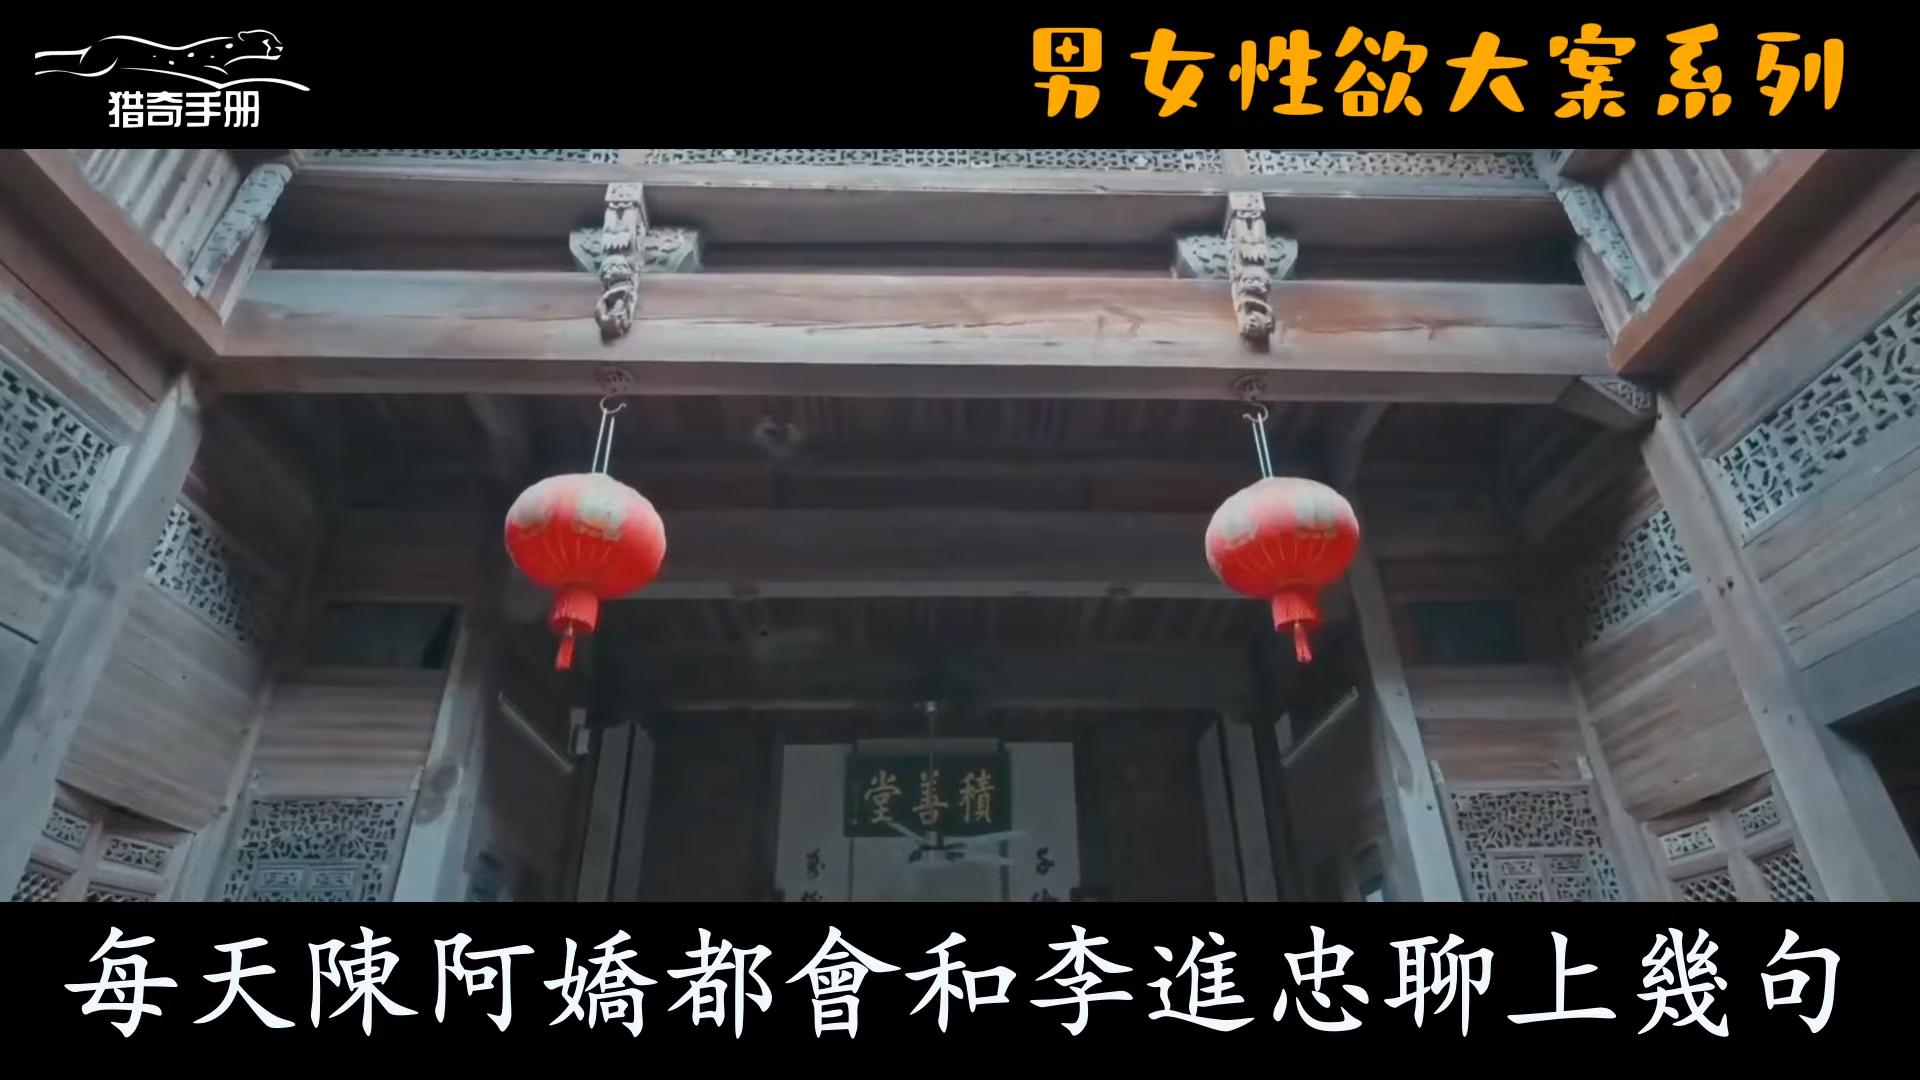 猎奇手册
男女性欲大案系列
積善堂
每天陳阿嬌都會和李進忠聊上幾句